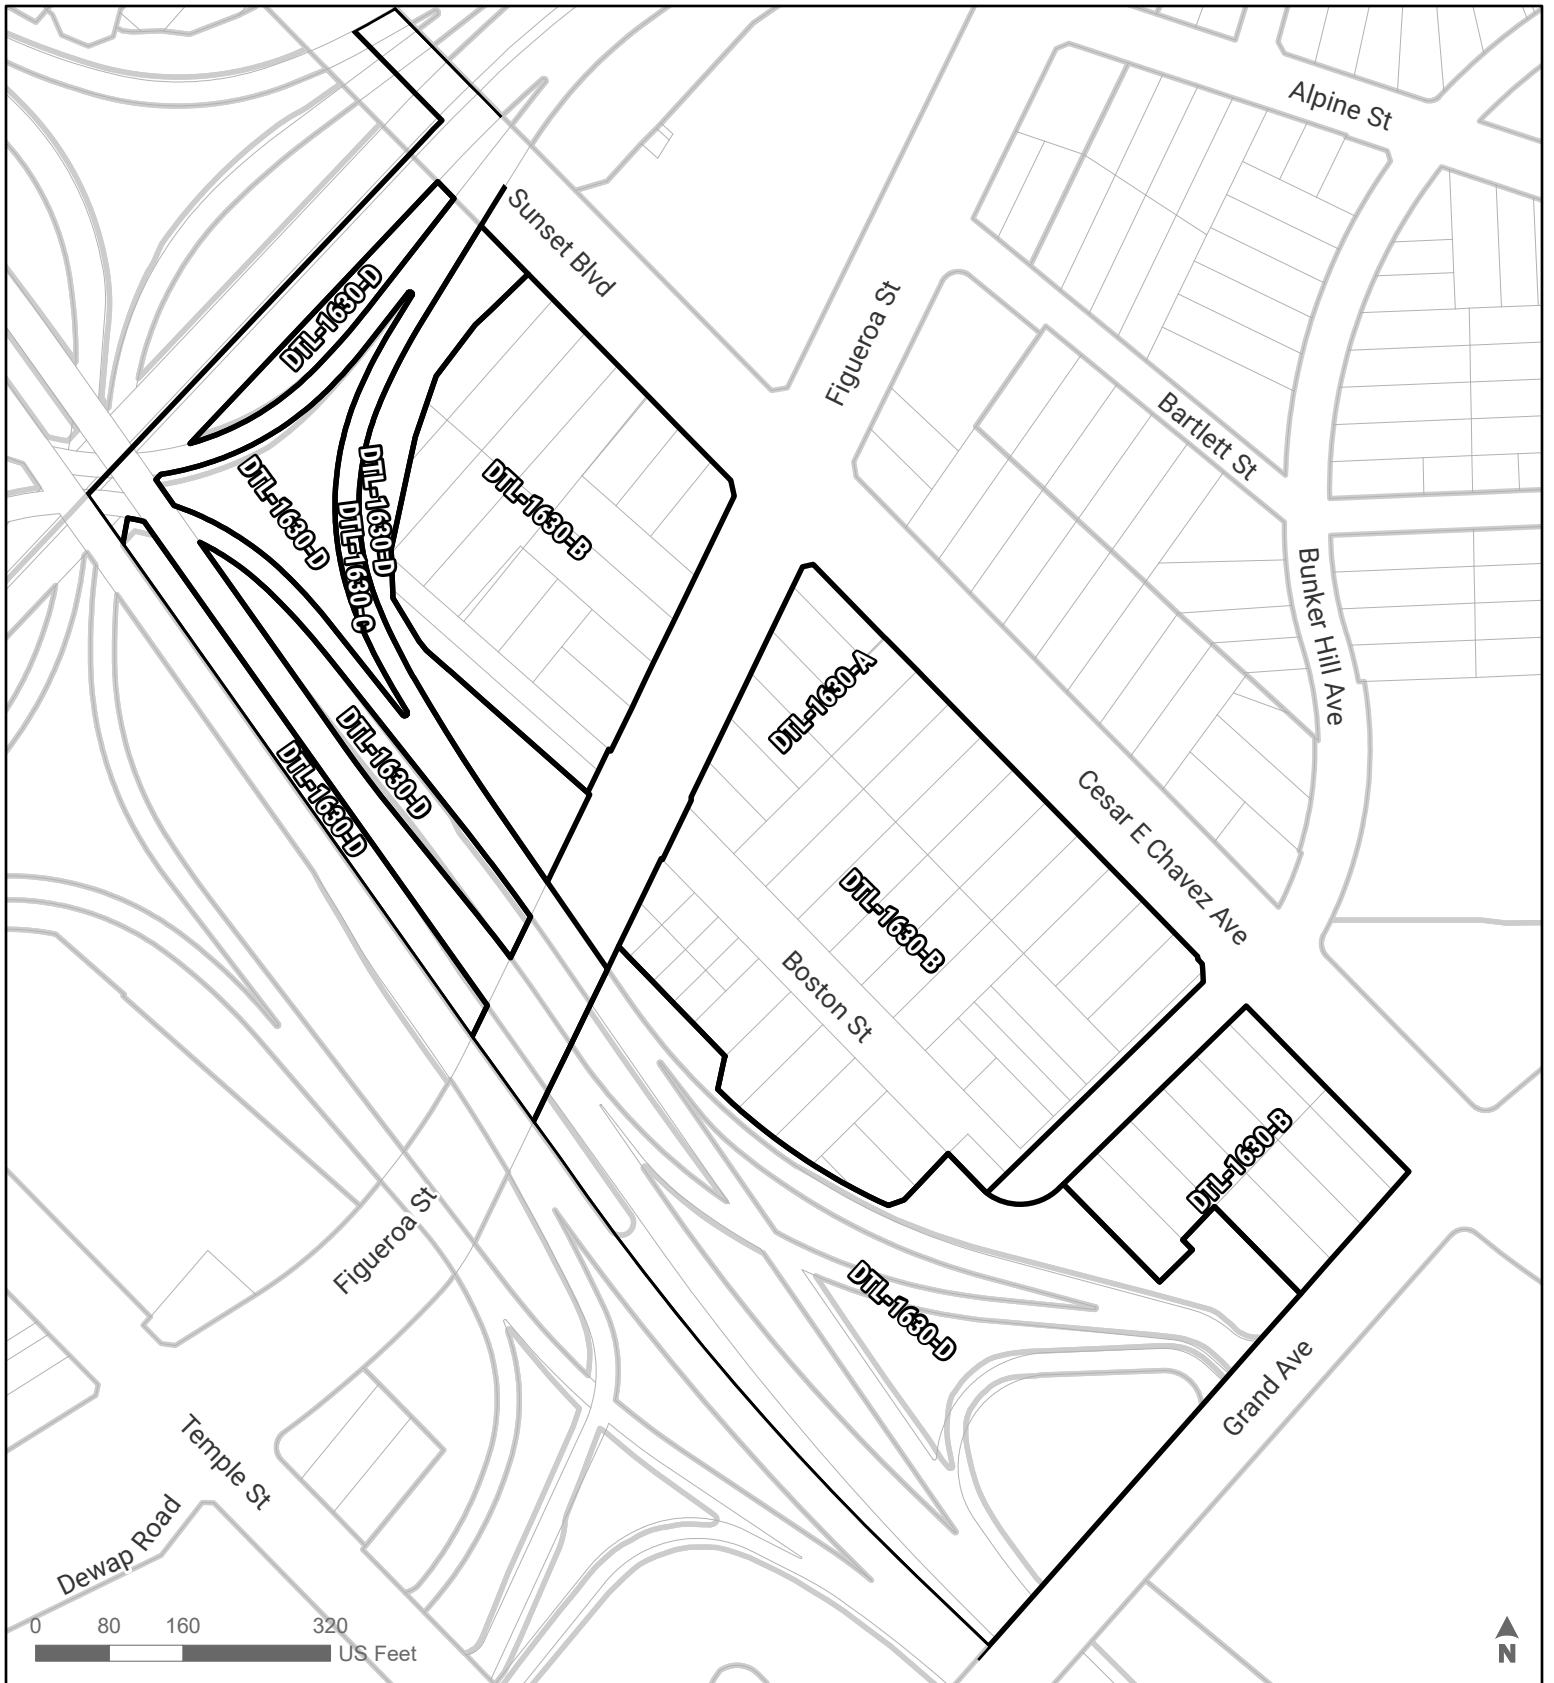 Alpine St
Sunset Blvd
DTL-1630-D
Figueroa St
Bartlett St
DTL-1630-D
DTL-1630-D
DTL-1630-C
DTL-1630-B
Bunker Hill Ave
DTL-1630-A
DTL-1630-D
DTL-1630-D
Cesar E Chavez Ave
DTL-1630-B
Boston St
DTL-1630-B
Figueroa St
DTL-1630-D
Grand Ave
Temple St
Dewap Road
0 80 160 320
US Feet
N